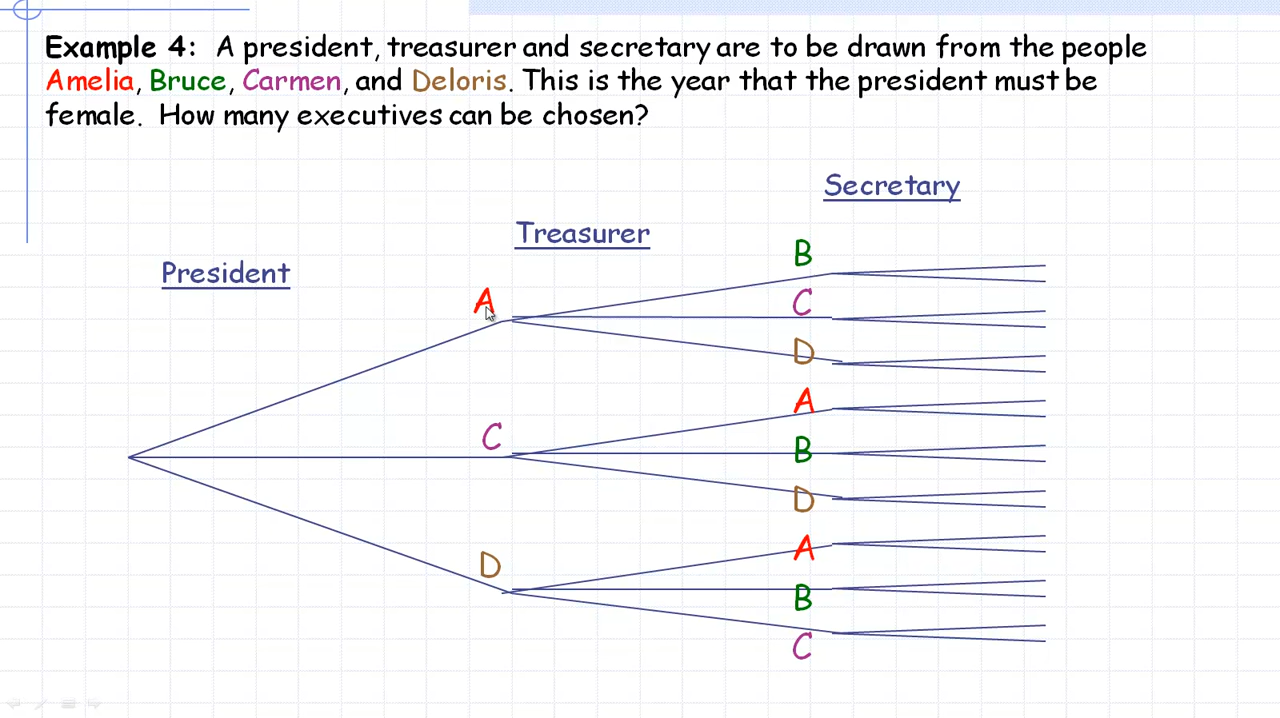 Example 4: A president, treasurer and secretary are to be drawn from the people
Amelia, Bruce, Carmen, and Deloris. This is the year that the president must be
female. How many executives can be chosen?
Secretary
Treasurer
President
B
A
C
D
A
C
B
D
D
A
B
C